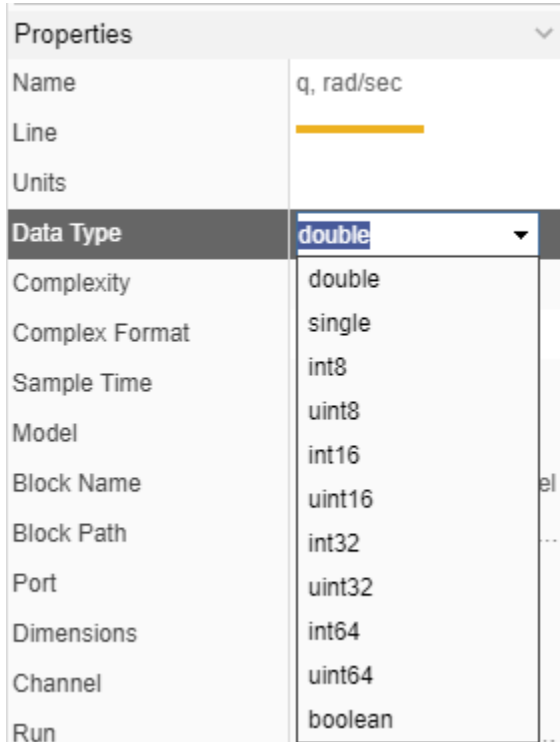 Properties
Name q, rad/sec
Line
Units
Data Type double
Complexity double
Complex Format single
Sample Time int8
Model uint8
Block Name int16 el
Block Path uint16
Port int32 ...
Dimensions uint32
Channel int64
Run uint64
boolean ...